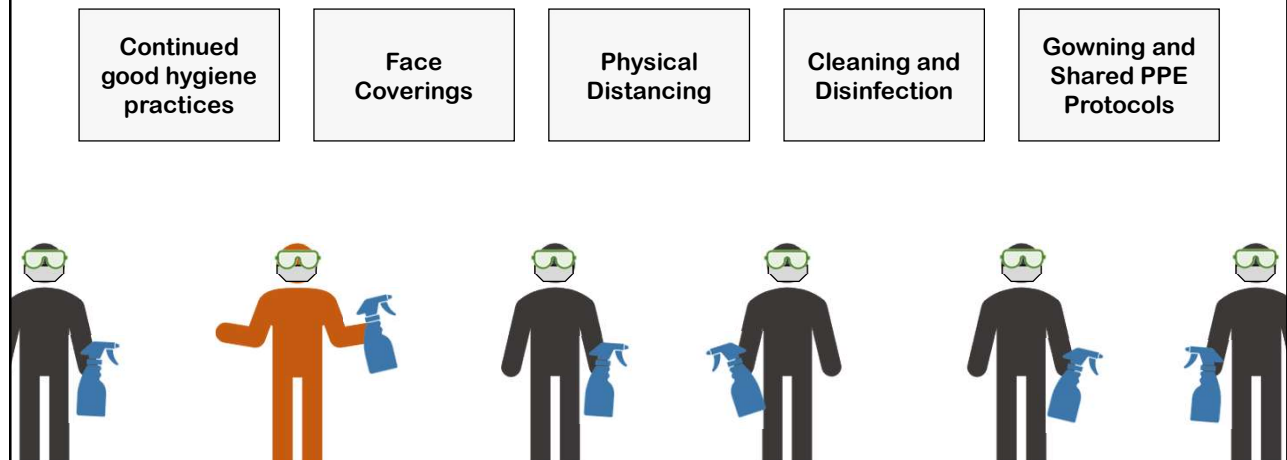 Continued
good hygiene
practices
Face
Coverings
Physical
Distancing
Cleaning and
Disinfection
Gowning and
Shared PPE
Protocols